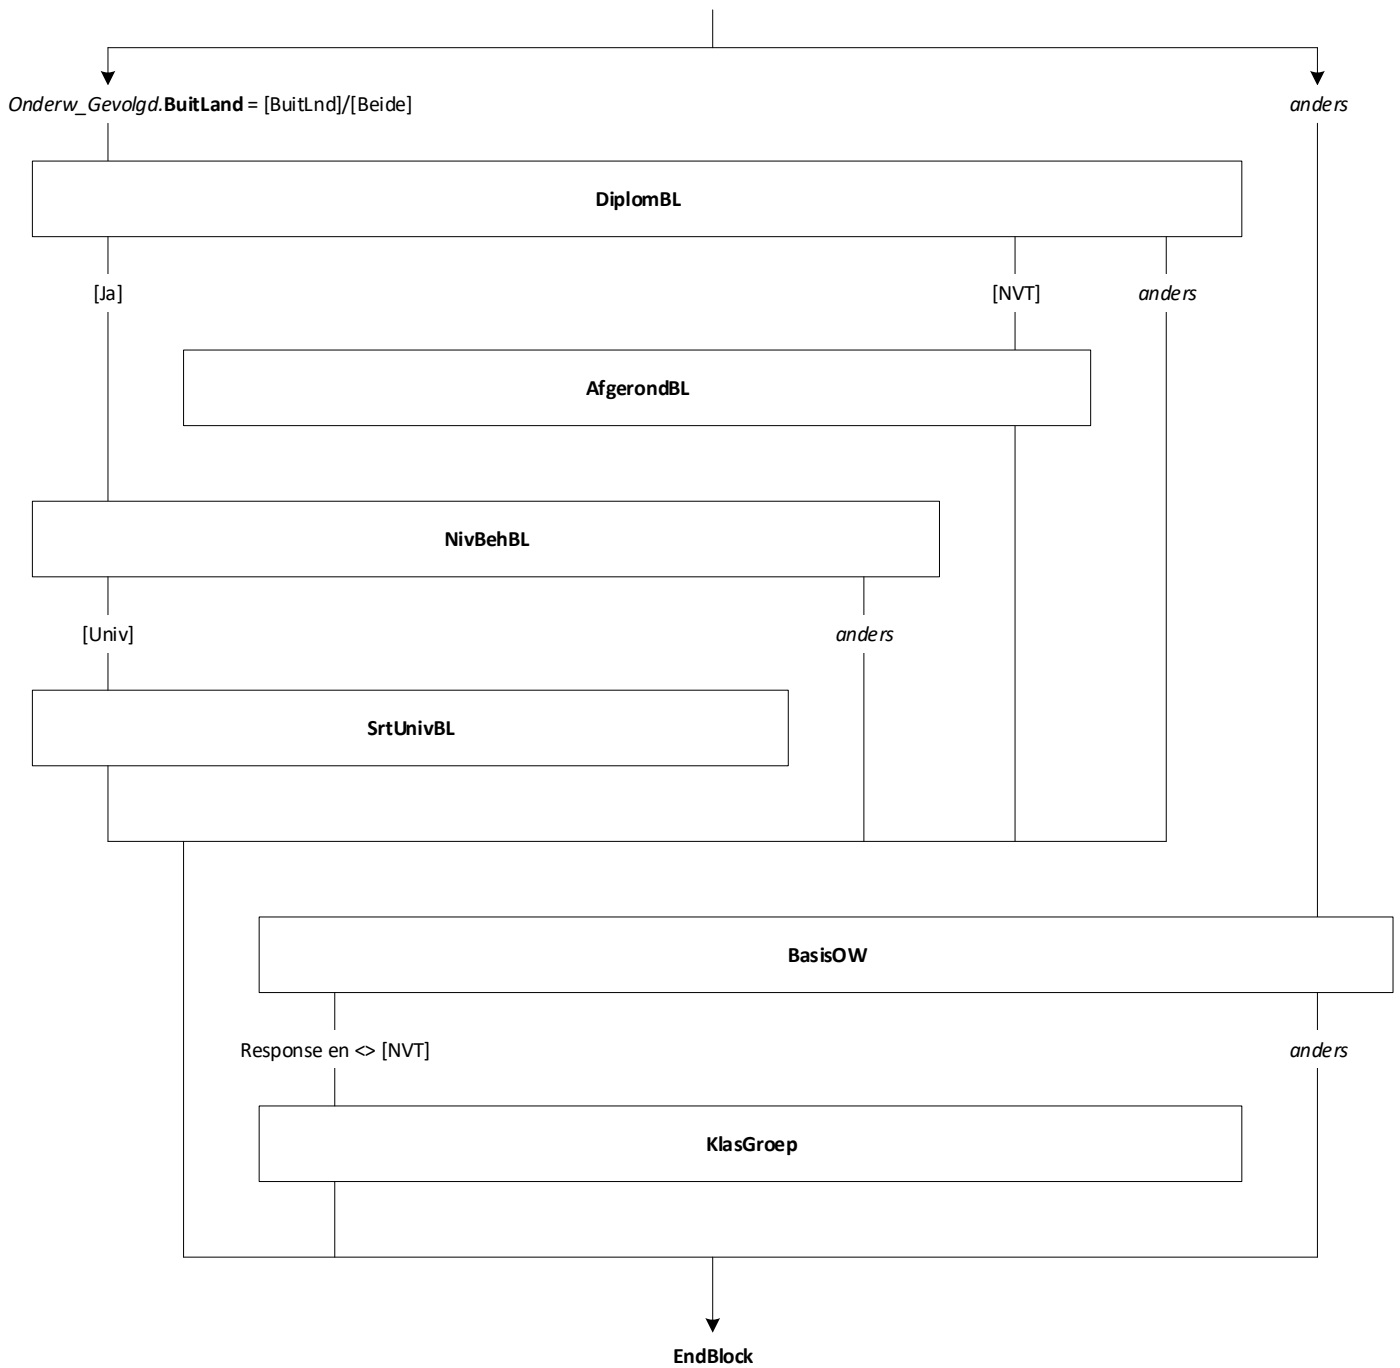 Onderw_Gevolgd.BuitLand = [BuitLnd]/[Beide]
anders
DiplomBL
[Ja]
[NVT]
anders
AfgerondBL
NivBehBL
[Univ]
anders
SrtUnivBL
BasisOW
Response en <> [NVT]
anders
KlasGroep
EndBlock